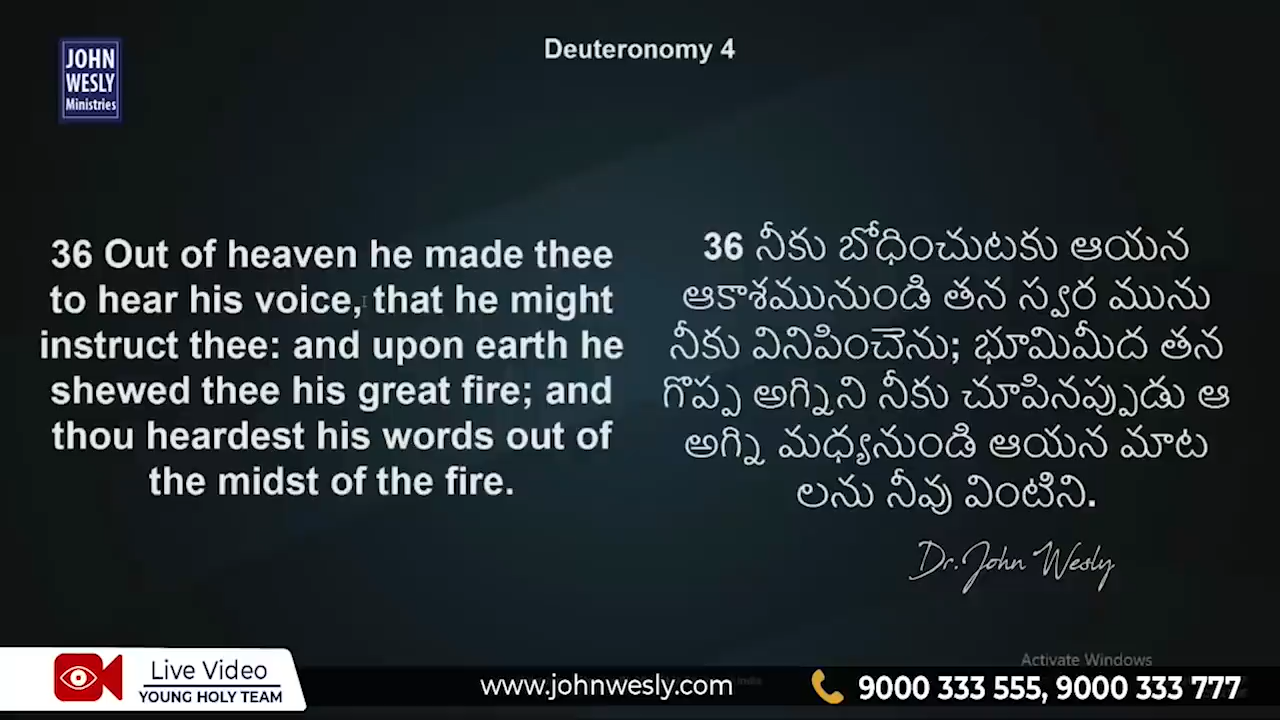 JOHN
WESLY
Ministries
Deuteronomy 4
36 Out of heaven he made thee
to hear his voice, that he might
instruct thee: and upon earth he
shewed thee his great fire; and
thou heardest his words out of
the midst of the fire.
36 నీకు బోధించుటకు ఆయన
ఆకాశమునుండి తన స్వర మును
నీకు వినిపించెను; భూమిమీద తన
గొప్ప అగ్నిని నీకు చూపినప్పుడు ఆ
అగ్ని మధ్యనుండి ఆయన మాట
లను నీవు వింటిని.
Dr. John Wesly
Activate Windows
Live Video
YOUNG HOLY TEAM
www.johnwesly.com
9000 333 555, 9000 333 777